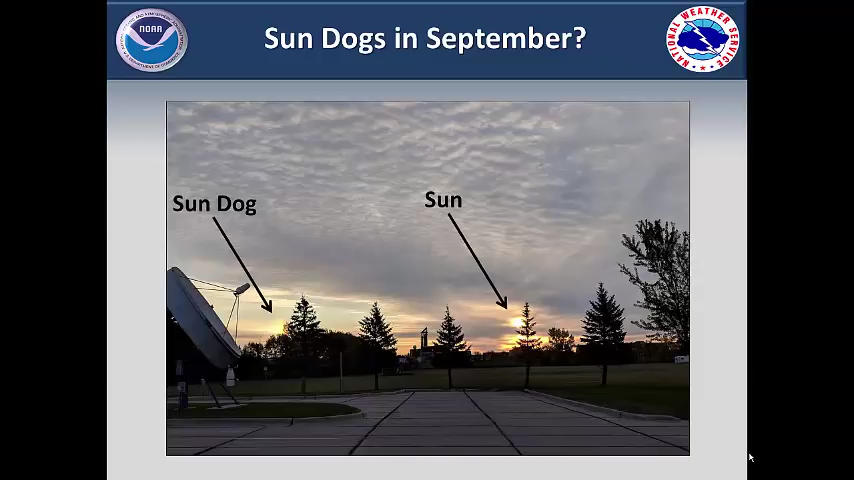 Sun Dogs in September?
NOAA
NATIONAL WEATHER SERVICE
Sun Dog
Sun